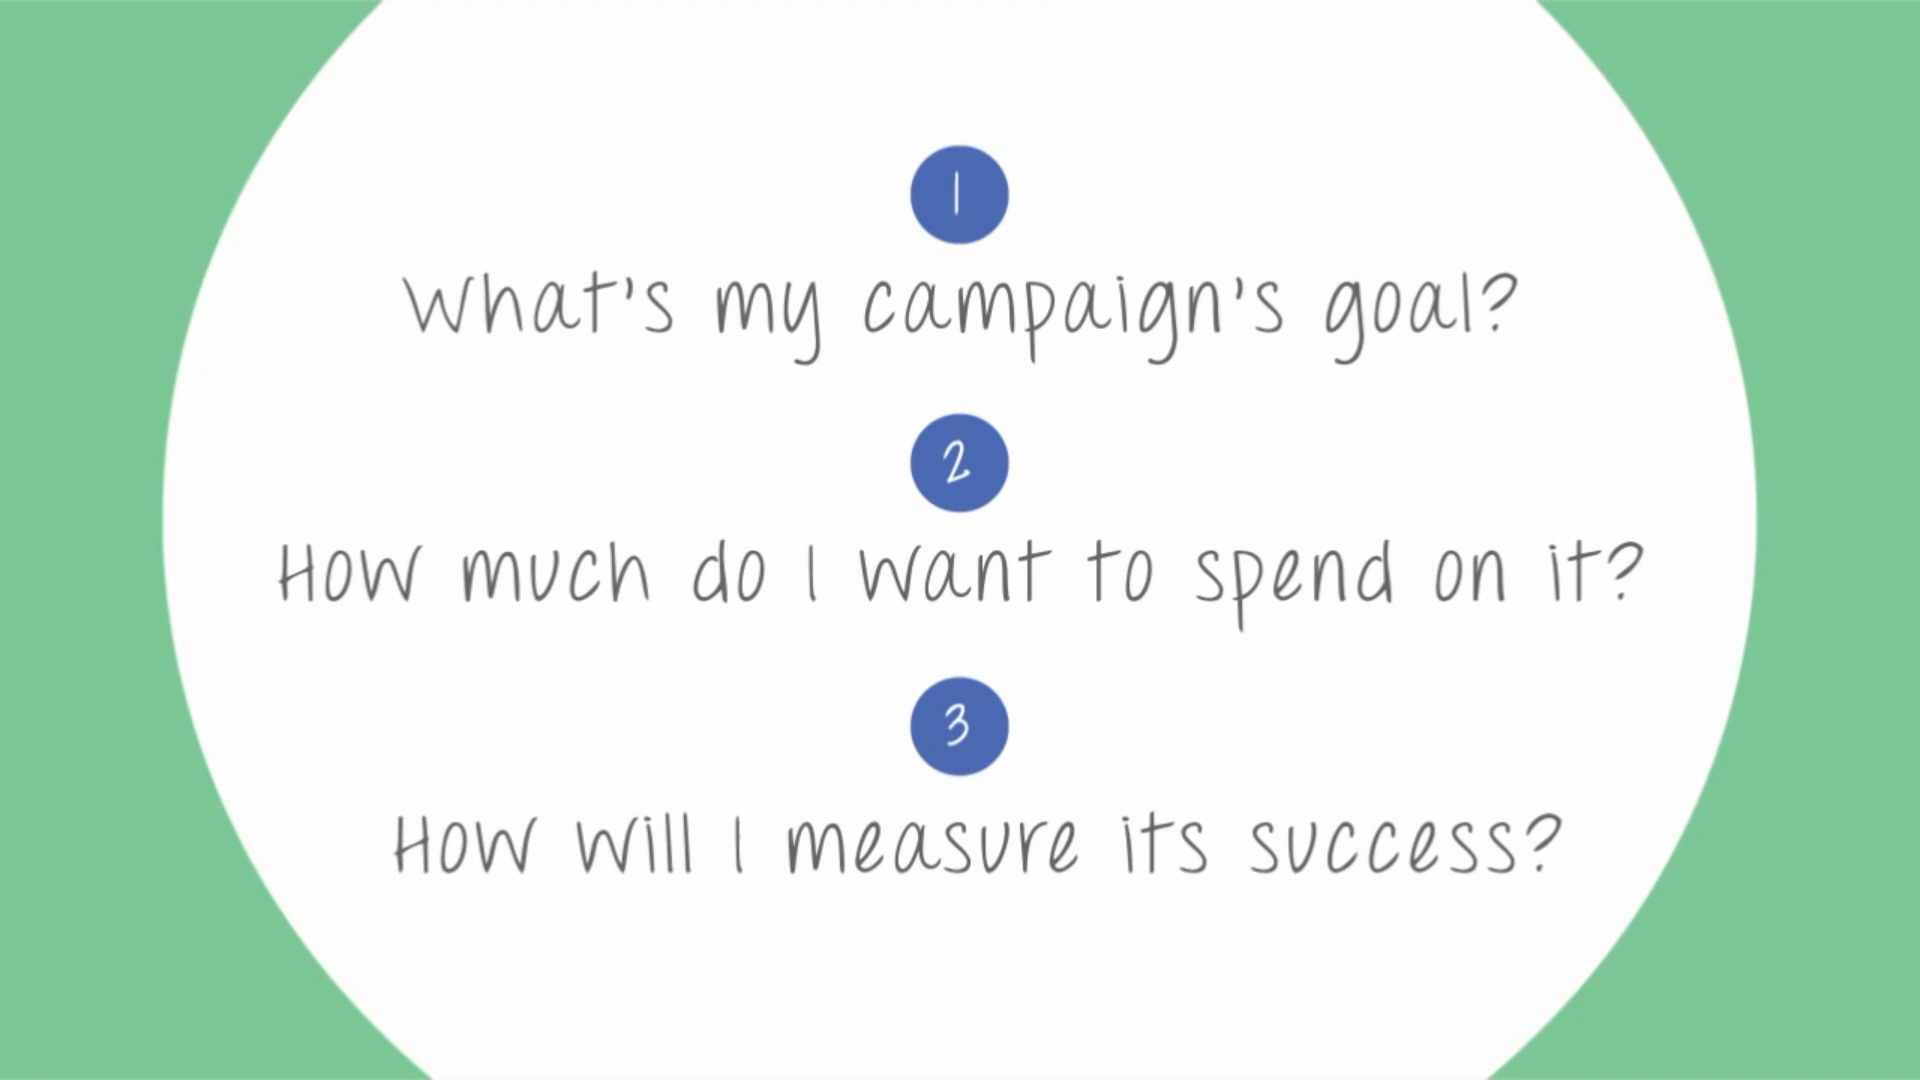 1
What's my campaign's goal?
2
How much do I want to spend on it?
3
How will I measure its success?